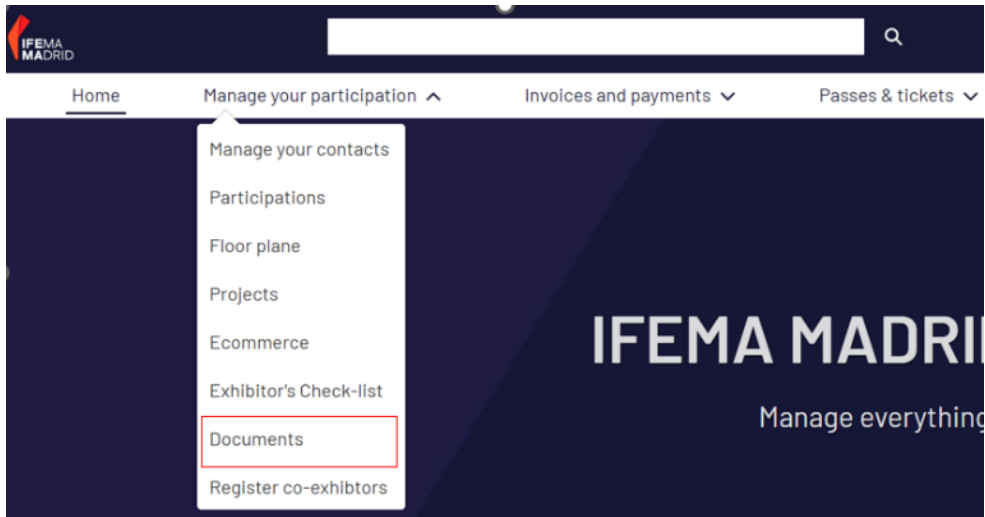 IFEMA
MADRID
Home
Manage your participation
Invoices and payments
Passes & tickets
Manage your contacts
Participations
Floor plane
Projects
Ecommerce
Exhibitor's Check-list
Documents
Register co-exhibtors
IFEMA MADRI
Manage everything